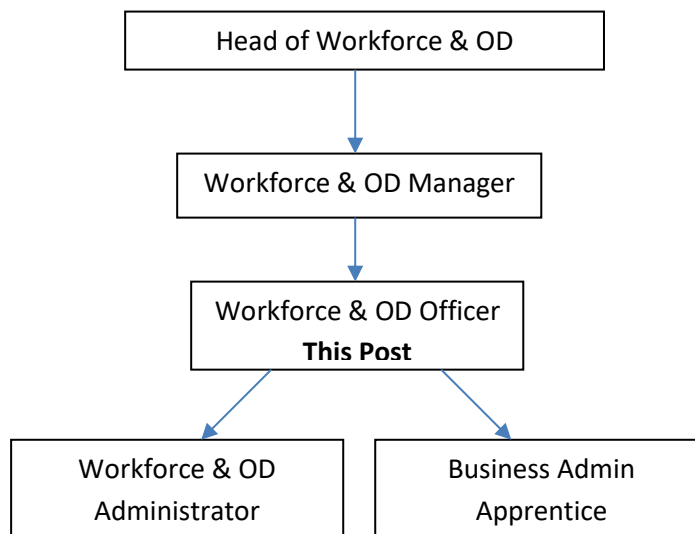 Head of Workforce & OD
Workforce & OD Manager
Workforce & OD Officer
This Post
Workforce & OD
Administrator
Business Admin
Apprentice